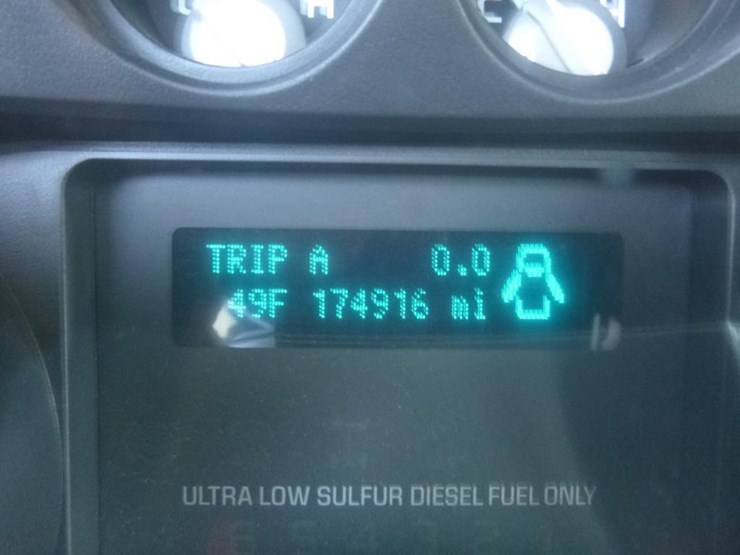 H C H
TRIP A 0.0
49F 174916 mi
ULTRA LOW SULFUR DIESEL FUEL ONLY